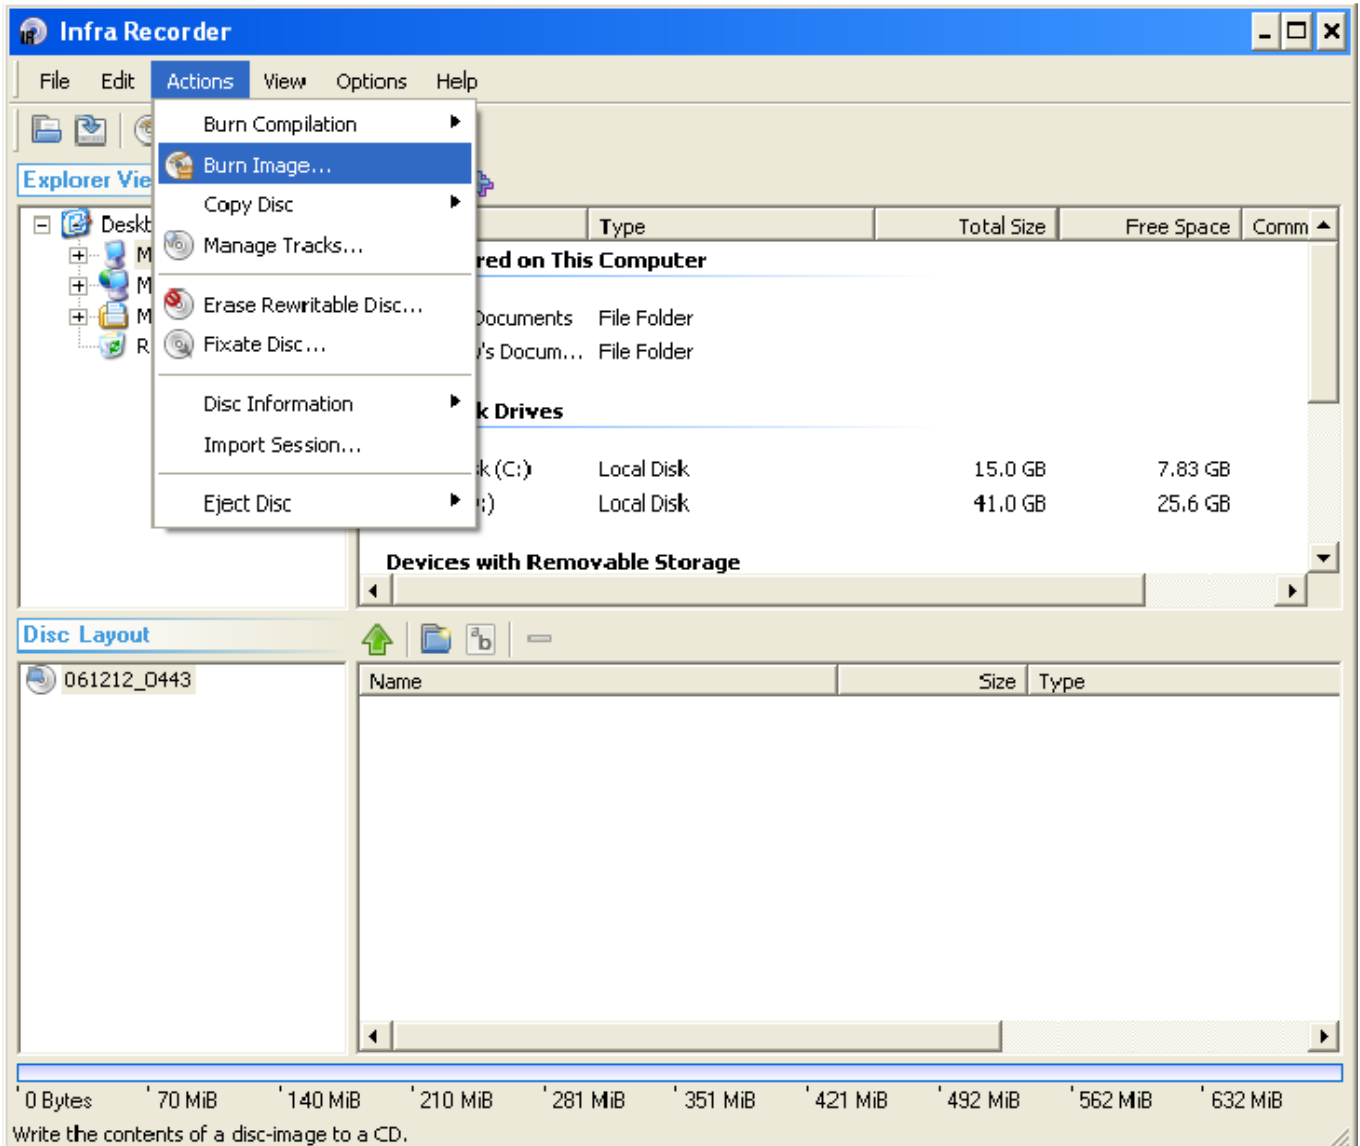 Infra Recorder
File Edit Actions View Options Help
Burn Compilation
Burn Image...
Copy Disc
Manage Tracks...
Erase Rewritable Disc...
Fixate Disc...
Disc Information
Import Session...
Eject Disc
Explorer Vie
Deskt
M
M
M
R
Type Total Size Free Space Comm
red on This Computer
Documents File Folder
's Docum... File Folder
k Drives
k (C:) Local Disk 15.0 GB 7.83 GB
:) Local Disk 41.0 GB 25.6 GB
Devices with Removable Storage
Disc Layout
061212_0443
Name Size Type
0 Bytes 70 MiB 140 MiB 210 MiB 281 MiB 351 MiB 421 MiB 492 MiB 562 MiB 632 MiB
Write the contents of a disc-image to a CD.